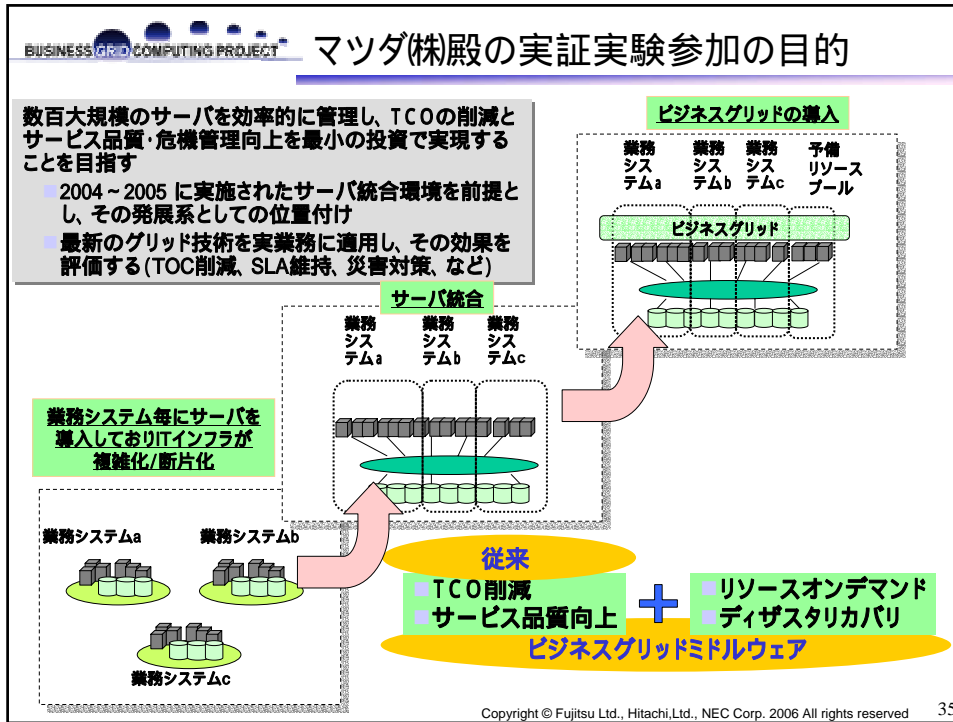 BUSINESS GRID COMPUTING PROJECT
マツダ㈱殿の実証実験参加の目的
数百大規模のサーバを効率的に管理し、TCOの削減と
サービス品質・危機管理向上を最小の投資で実現する
ことを目指す
2004~2005 に実施されたサーバ統合環境を前提と
し、その発展系としての位置付け
最新のグリッド技術を実業務に適用し、その効果を
評価する(TOC削減、SLA維持、災害対策、など)
ビジネスグリッドの導入
業務
シス
テムa
業務
シス
テムb
業務
シス
テムc
予備
リソース
プール
ビジネスグリッド
サーバ統合
業務
シス
テムa
業務
シス
テムb
業務
シス
テムc
業務システム毎にサーバを
導入しておりITインフラが
複雑化/断片化
業務システムa
業務システムb
業務システムc
従来
TCO削減
サービス品質向上
リソースオンデマンド
ディザスタリカバリ
ビジネスグリッドミドルウェア
Copyright © Fujitsu Ltd., Hitachi,Ltd., NEC Corp. 2006 All rights reserved
35